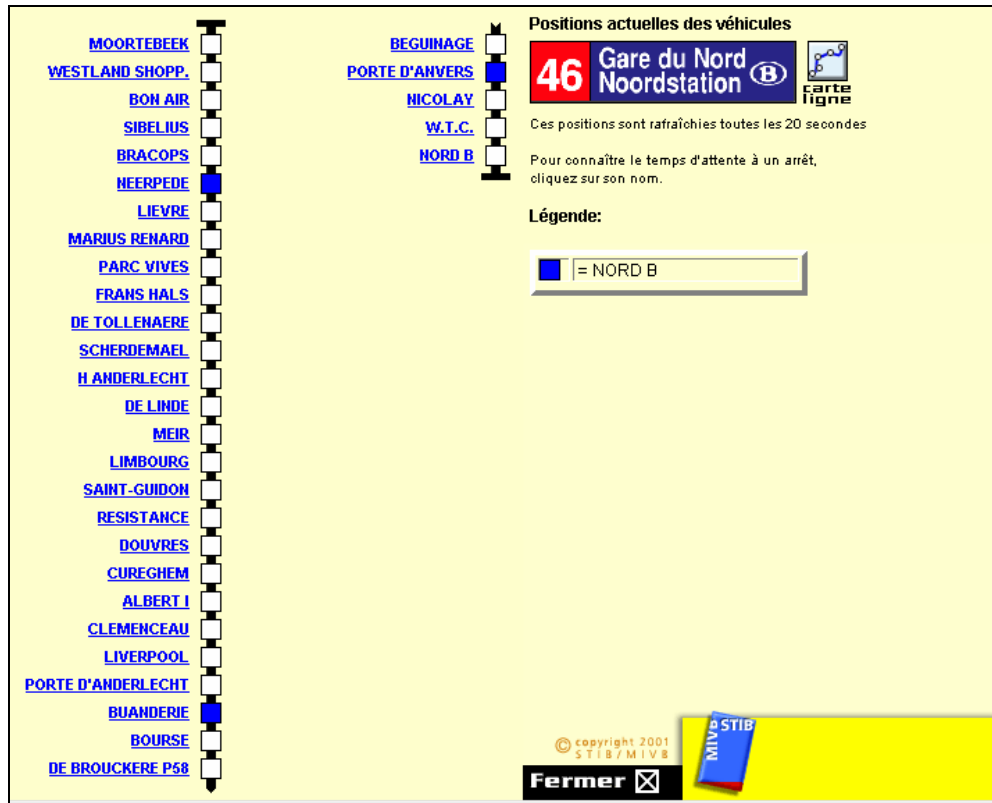 MOORTEBEEK
WESTLAND SHOPP.
BON AIR
SIBELIUS
BRACOPS
NEERPEDE
LIEVRE
MARIUS RENARD
PARC VIVES
FRANS HALS
DE TOLLENAERE
SCHERDEMAEL
H ANDERLECHT
DE LINDE
MEIR
LIMBOURG
SAINT-GUIDON
RESISTANCE
DOUVRES
CUREGHEM
ALBERT I
CLEMENCEAU
LIVERPOOL
PORTE D'ANDERLECHT
BUANDERIE
BOURSE
DE BROUCKERE P58
BEGUINAGE
PORTE D'ANVERS
NICOLAY
W.T.C.
NORD B
Positions actuelles des véhicules
46
Gare du Nord
Noordstation
B
carte
ligne
Ces positions sont rafraîchies toutes les 20 secondes
Pour connaître le temps d'attente à un arrêt,
cliquez sur son nom.
Légende:
= NORD B
© copyright 2001
STIB/MIVB
Fermer
MIVB
STIB